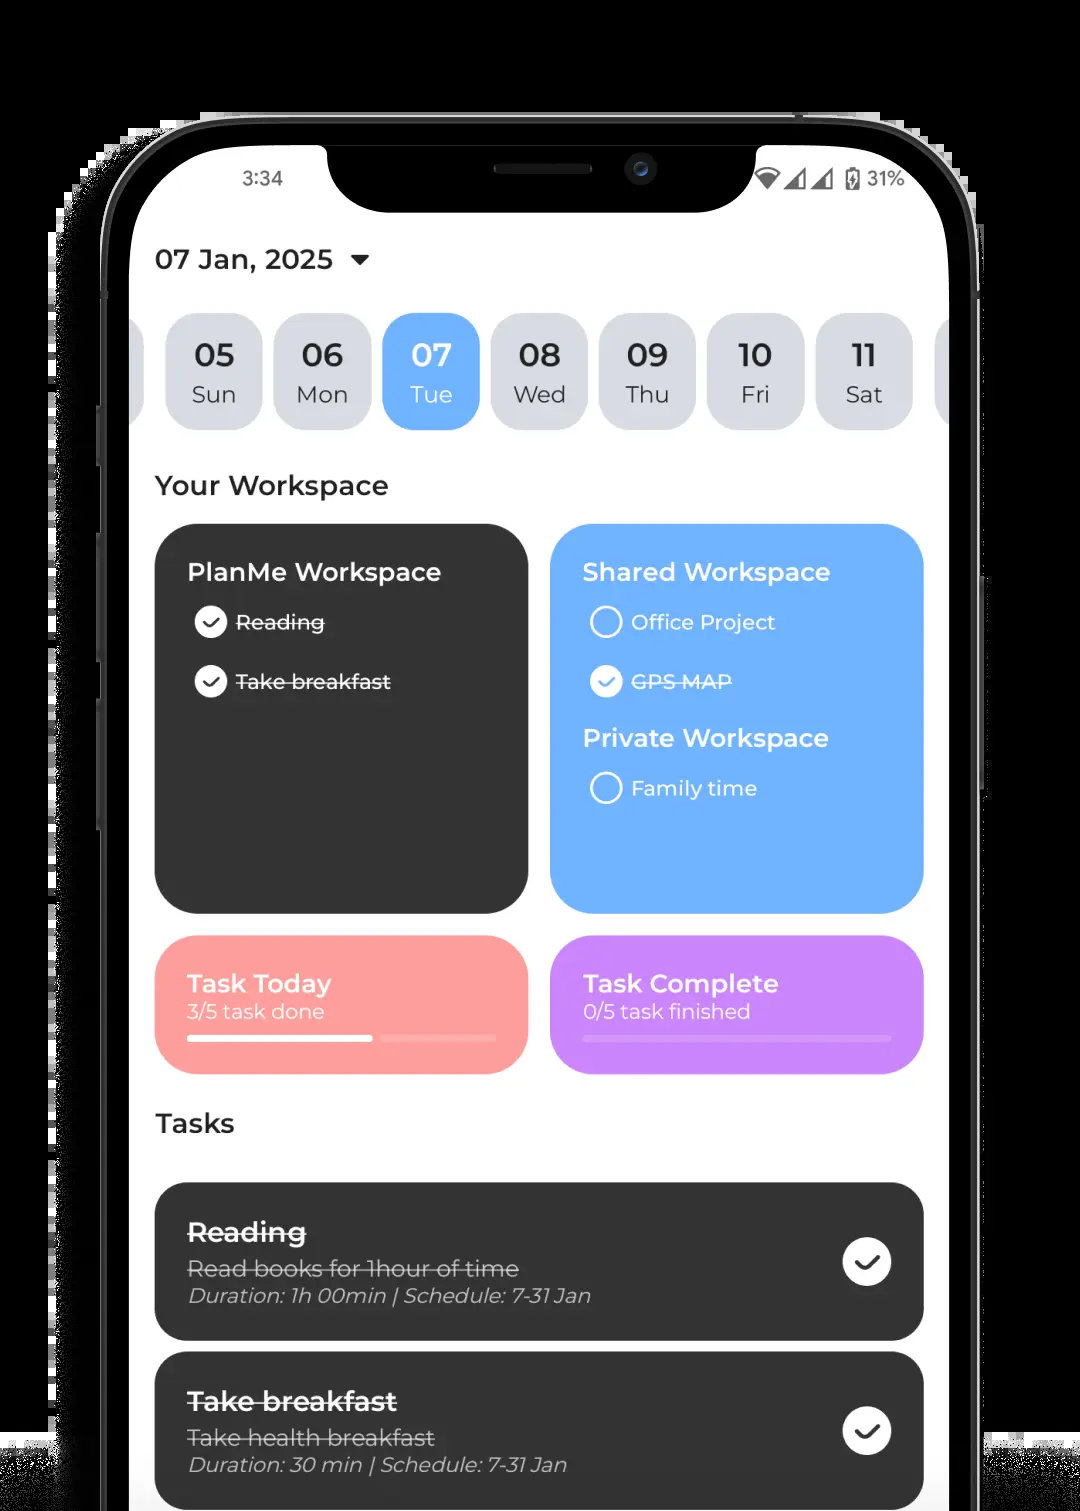 3:34
31%
07 Jan, 2025
05 06 07 08 09 10 11
Sun Mon Tue Wed Thu Fri Sat
Your Workspace
PlanMe Workspace
Reading
Take breakfast
Shared Workspace
Office Project
GPS MAP
Private Workspace
Family time
Task Today
3/5 task done
Task Complete
0/5 task finished
Tasks
Reading
Read books for 1hour of time
Duration: 1h 00min | Schedule: 7-31 Jan
Take breakfast
Take health breakfast
Duration: 30 min | Schedule: 7-31 Jan